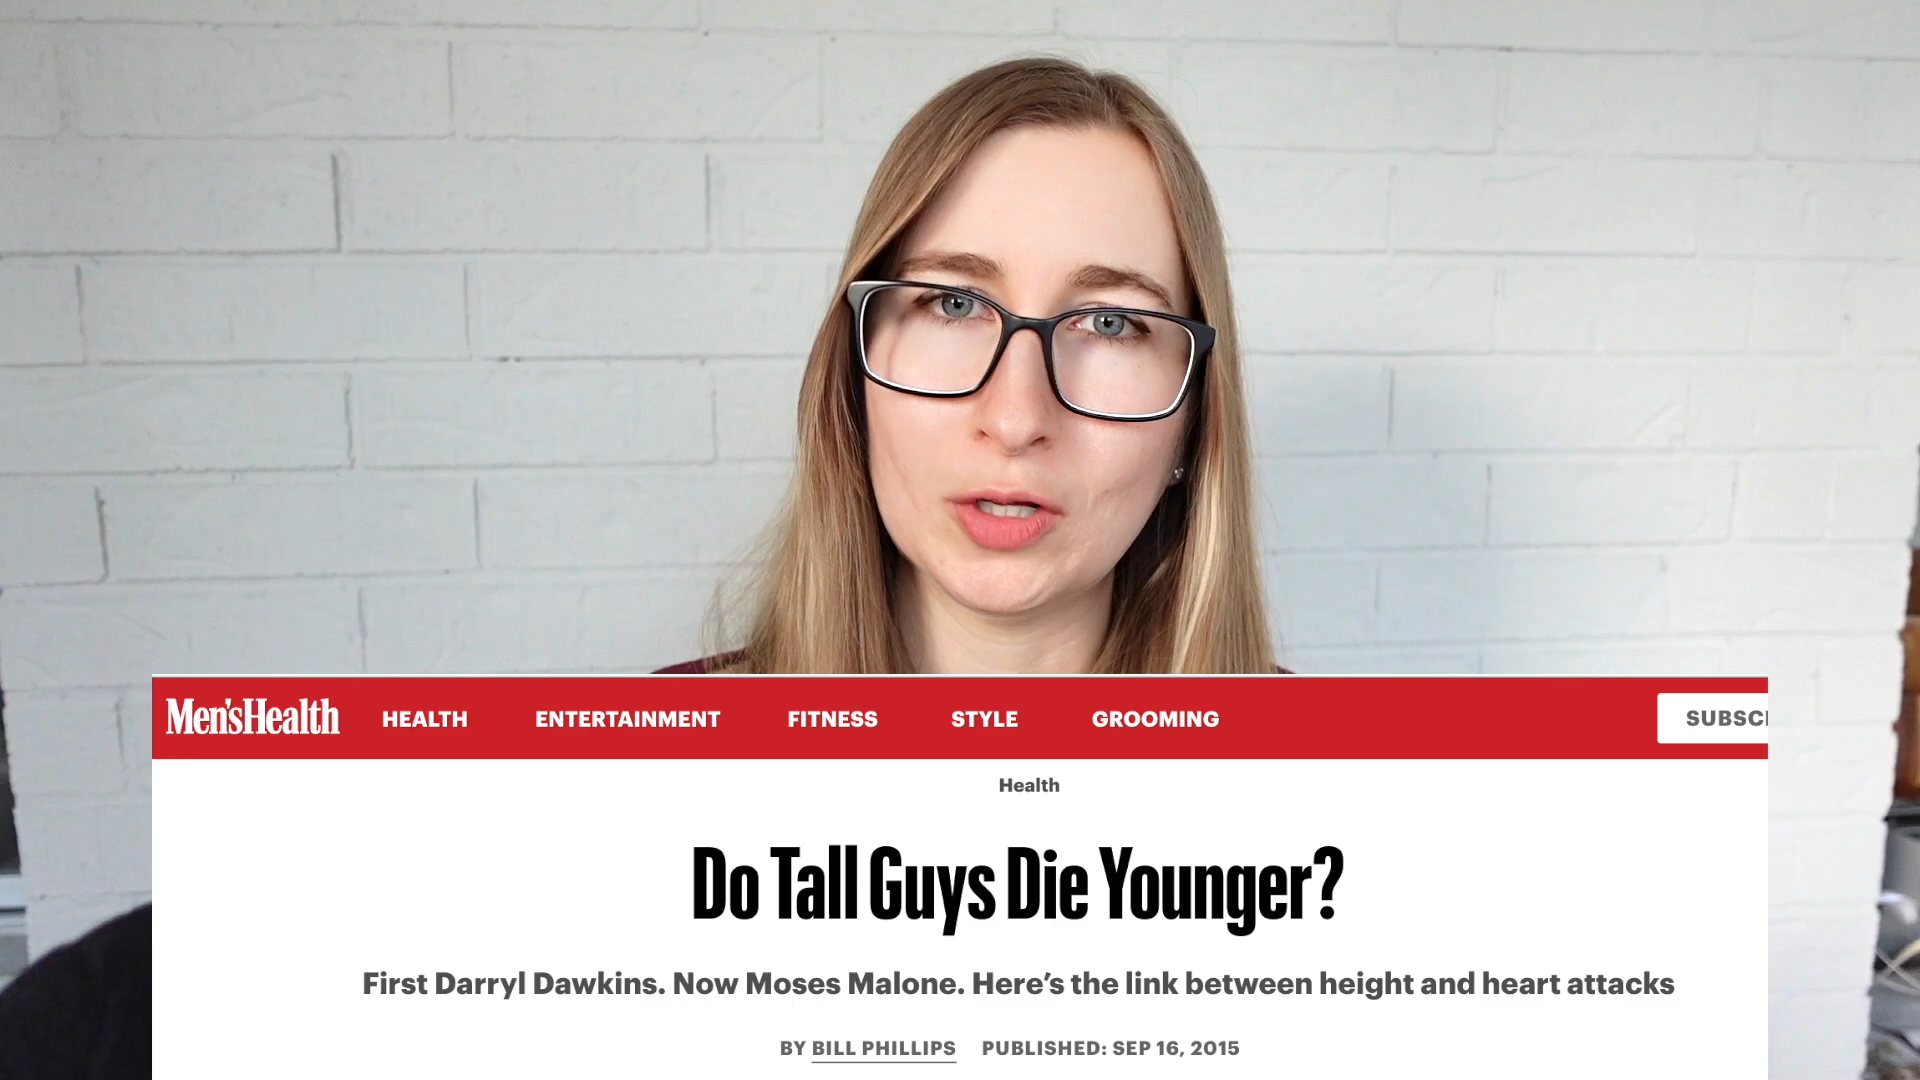 Men'sHealth HEALTH ENTERTAINMENT FITNESS STYLE GROOMING SUBSC
Health
Do Tall Guys Die Younger?
First Darryl Dawkins. Now Moses Malone. Here's the link between height and heart attacks
BY BILL PHILLIPS PUBLISHED: SEP 16, 2015